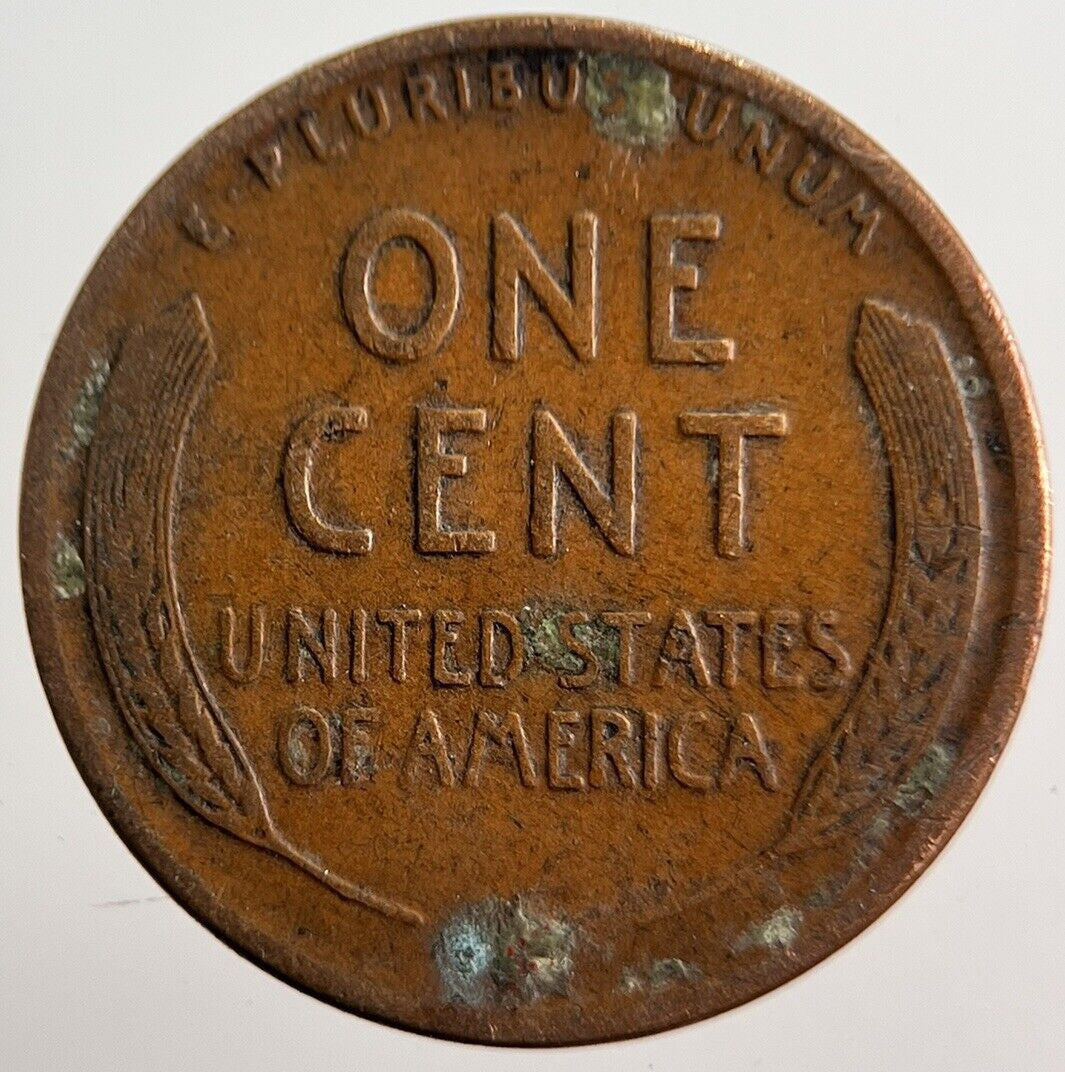 E · PLURIBUS · UNUM
ONE
CENT
UNITED STATES
OF AMERICA